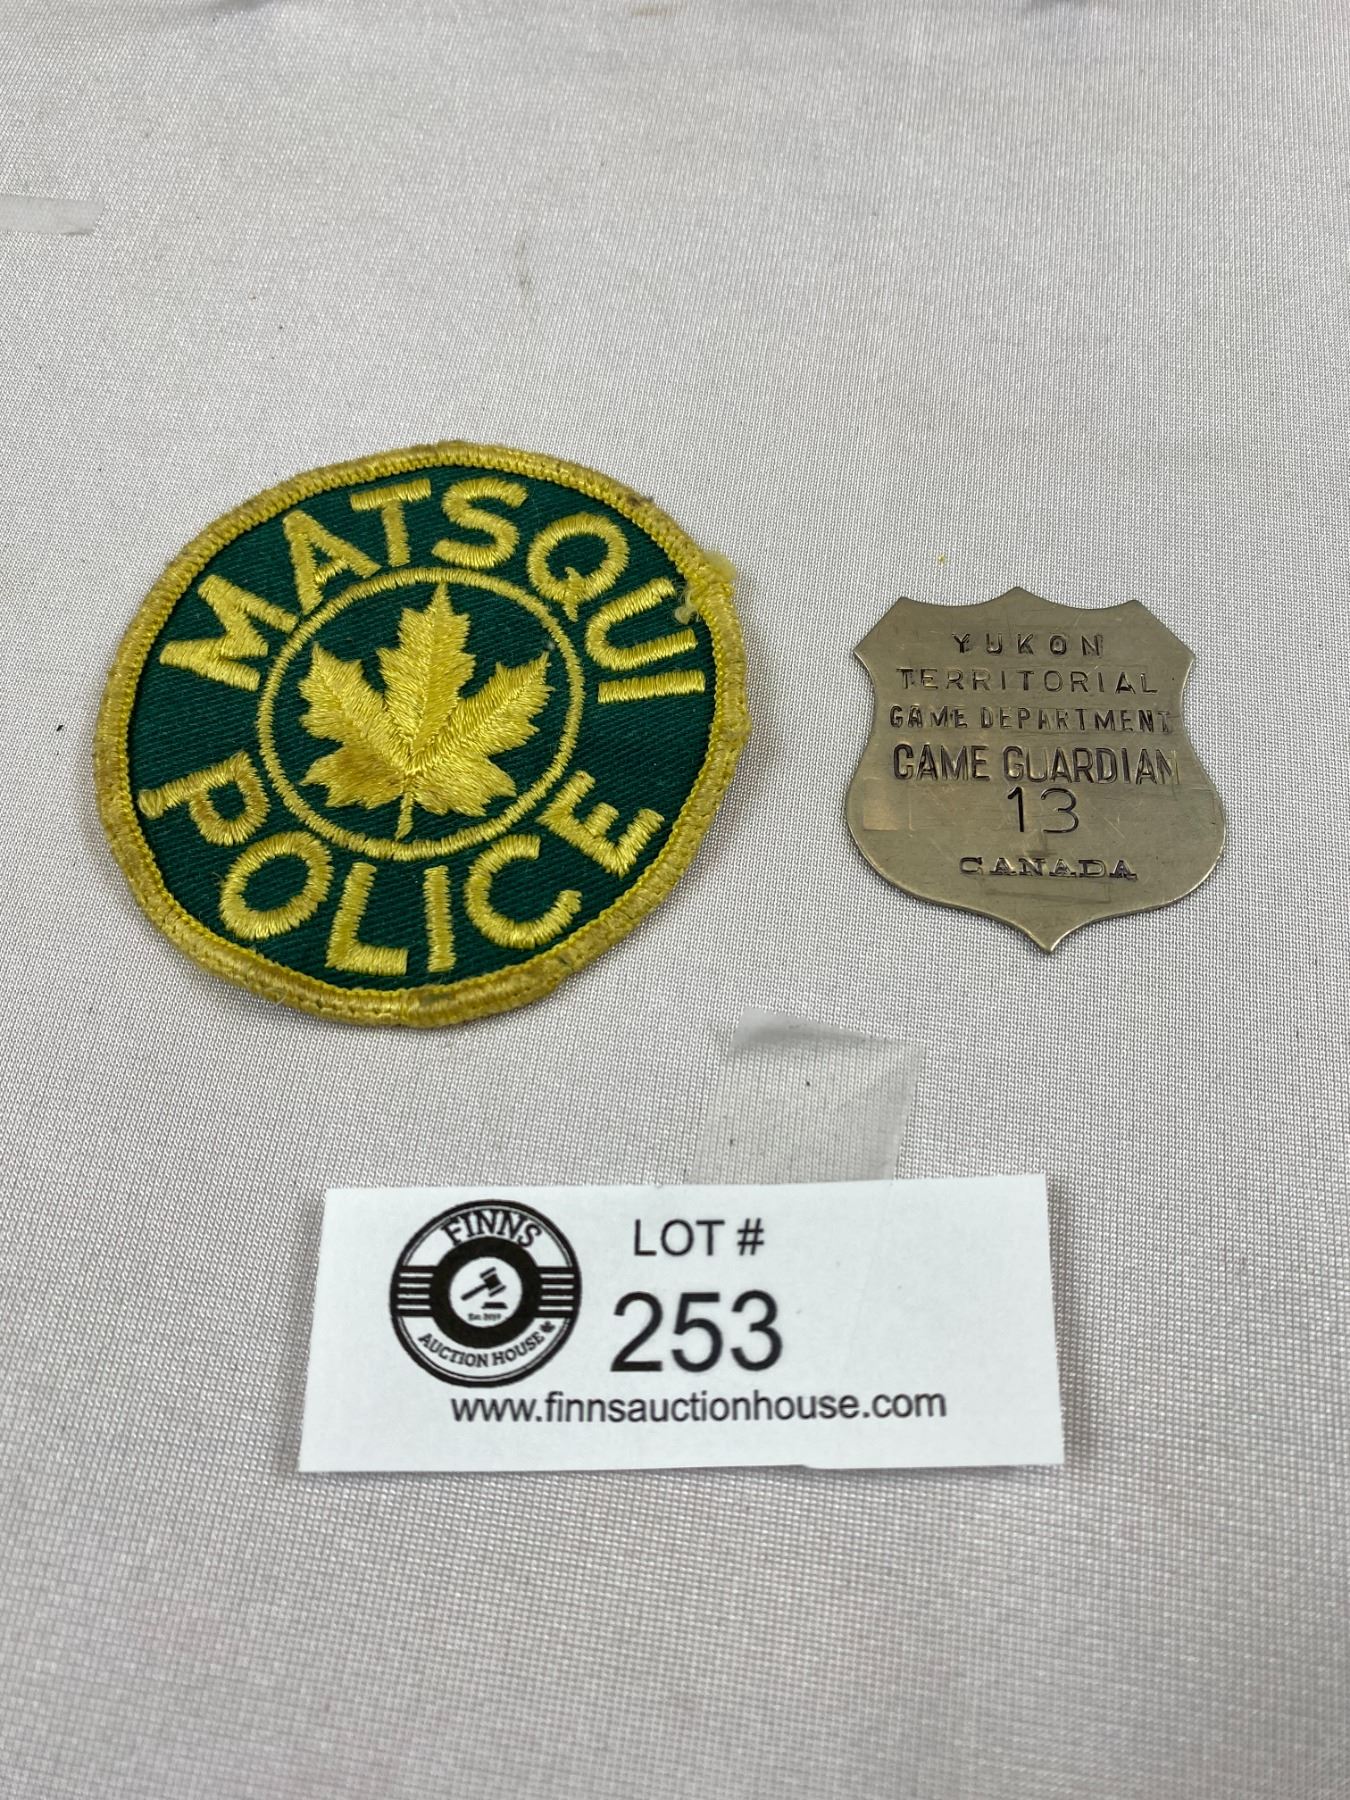 MATSQUI
POLICE
YUKON
TERRITORIAL
GAME DEPARTMENT
GAME GUARDIAN
13
CANADA
FINNS
AUCTION HOUSE
LOT #
253
www.finnsauctionhouse.com